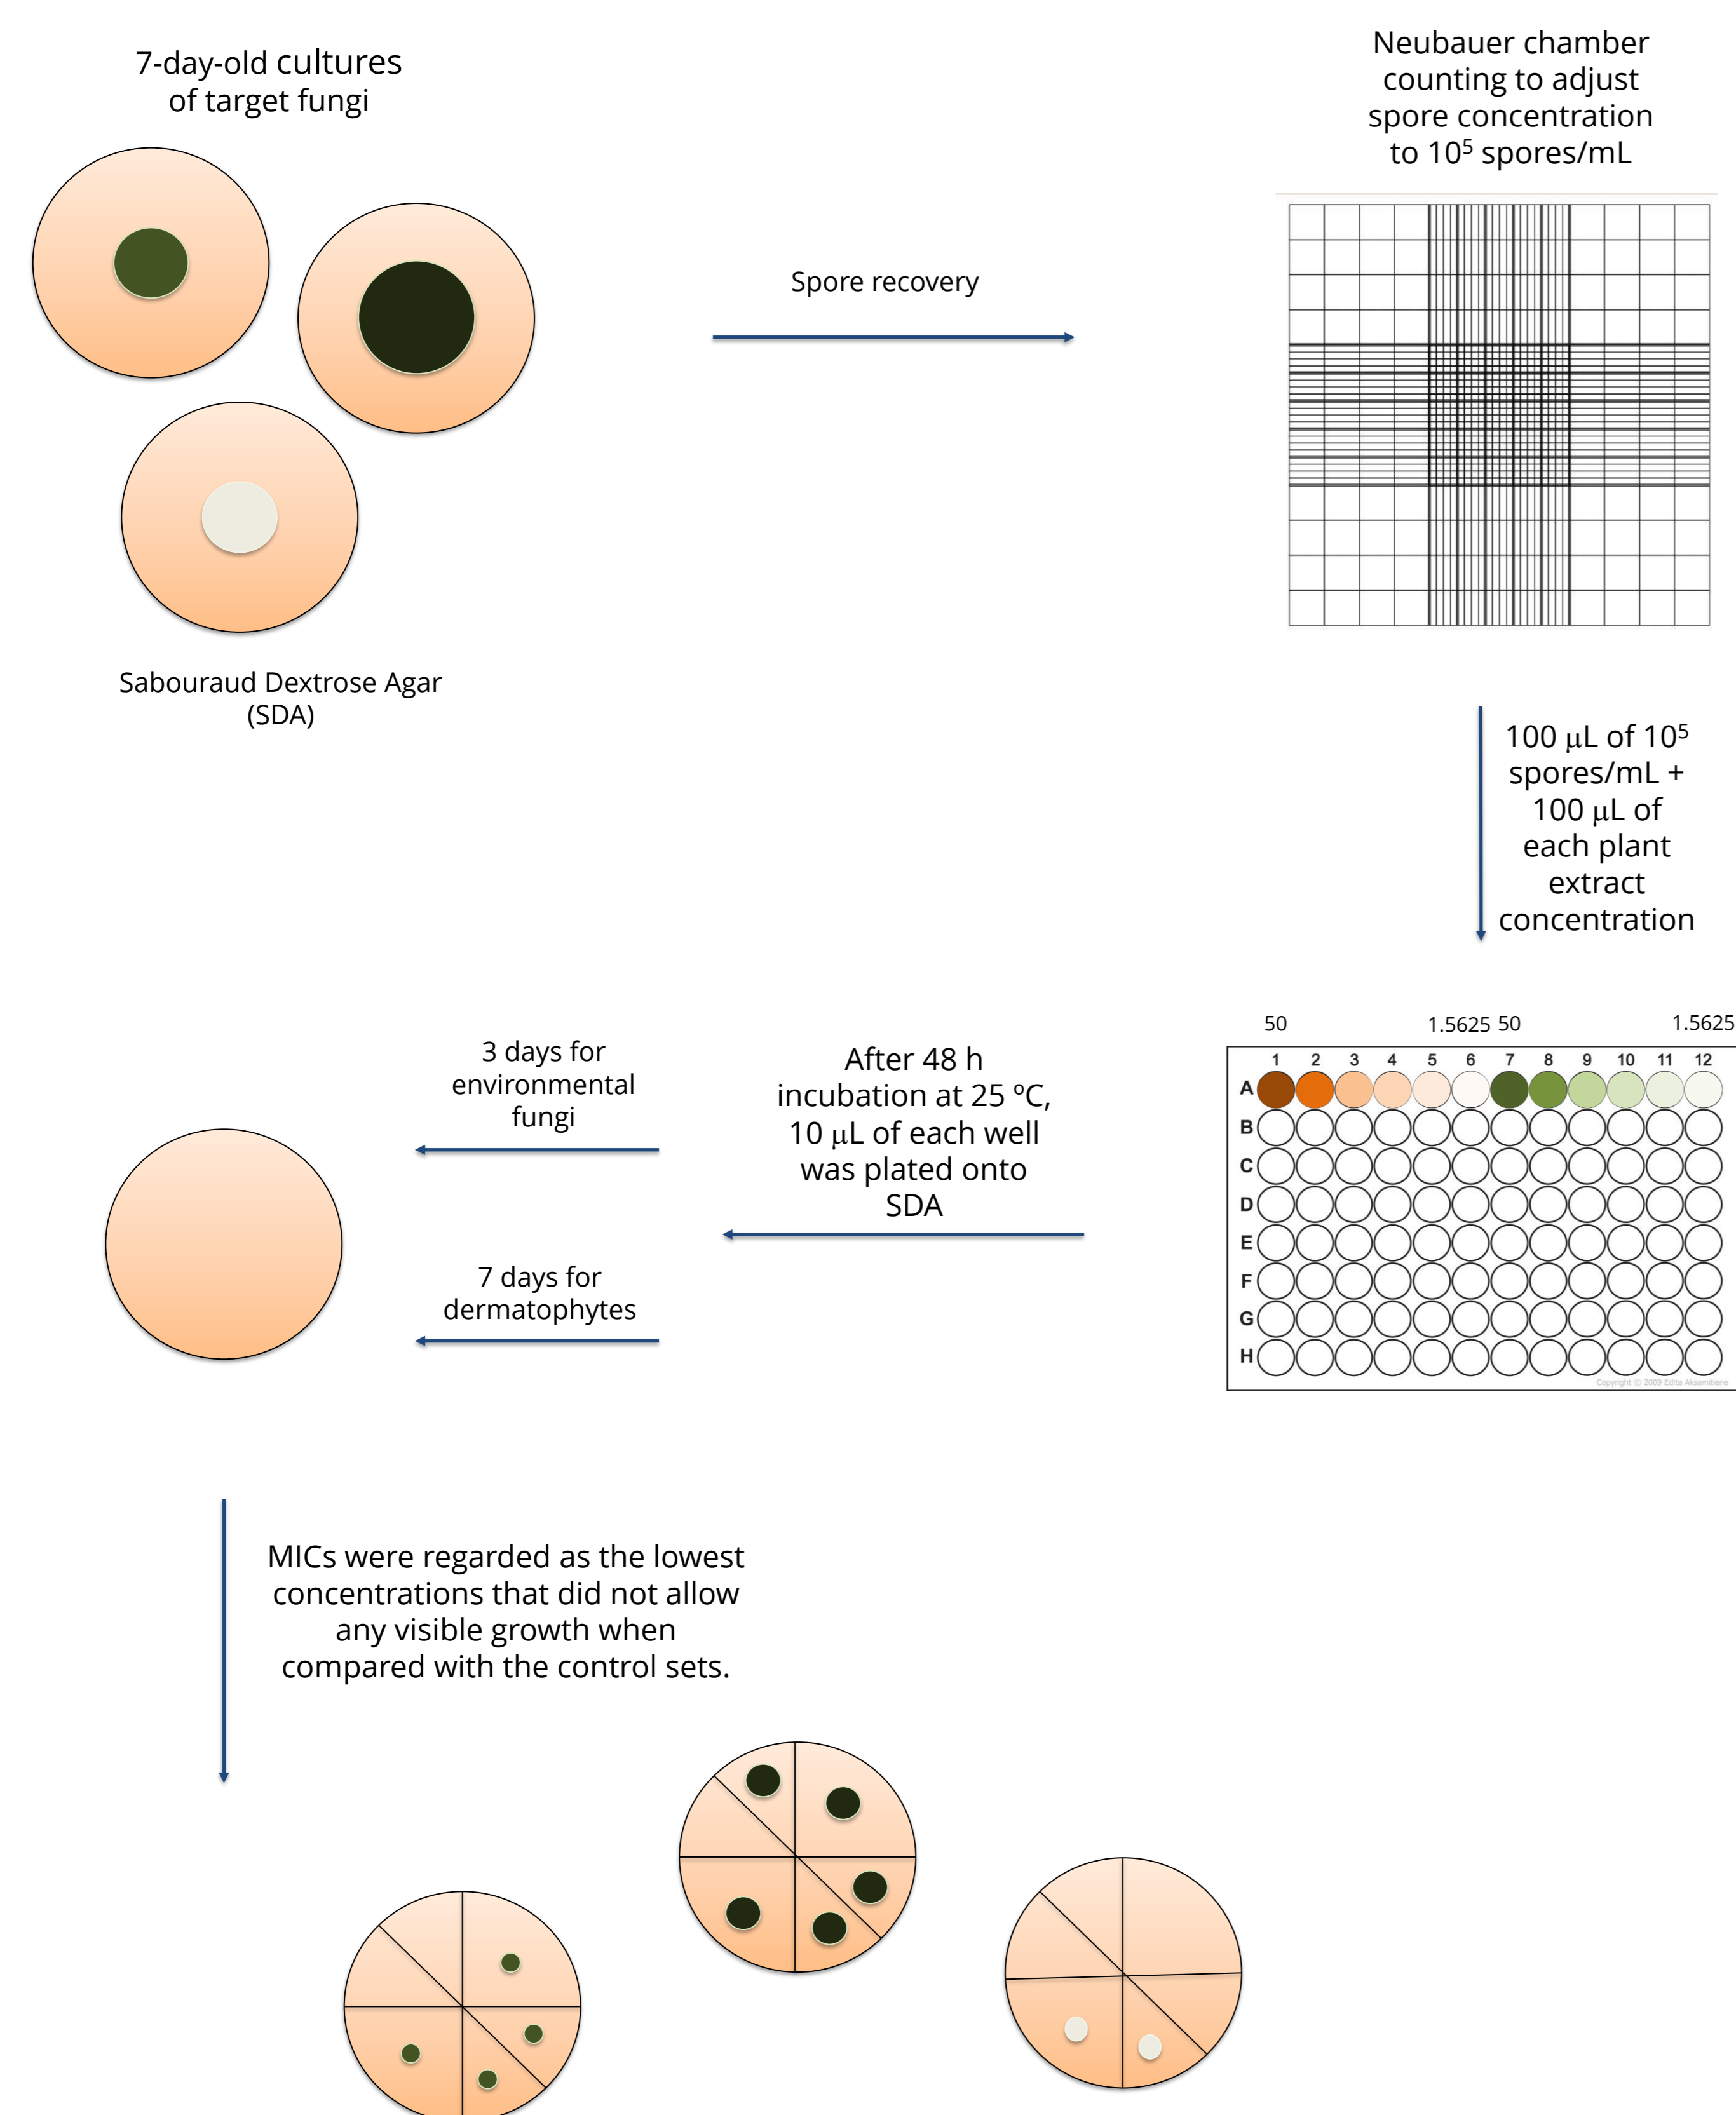 7-day-old cultures
of target fungi
Sabouraud Dextrose Agar
(SDA)
Spore recovery
Neubauer chamber
counting to adjust
spore concentration
to 10⁵ spores/mL
100 μL of 10⁵
spores/mL +
100 μL of
each plant
extract
concentration
50 1.5625 50 1.5625
1 2 3 4 5 6 7 8 9 10 11 12
A
B
C
D
E
F
G
H
Copyright © 2009 Edita Aksamitiene
After 48 h
incubation at 25 ºC,
10 μL of each well
was plated onto
SDA
3 days for
environmental
fungi
7 days for
dermatophytes
MICs were regarded as the lowest
concentrations that did not allow
any visible growth when
compared with the control sets.